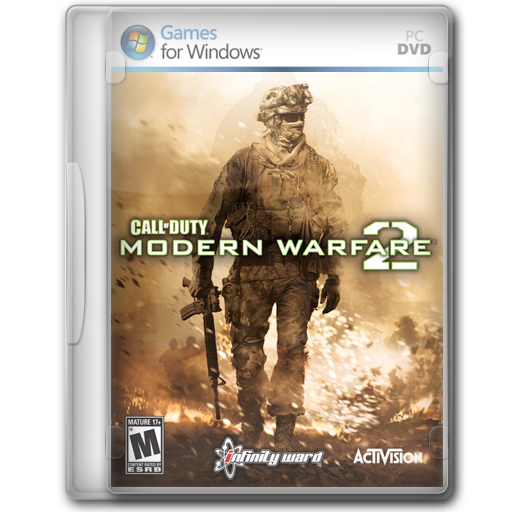 Games
for Windows
PC
DVD
CALL OF DUTY
MODERN WARFARE 2
MATURE 17+
M
CONTENT RATED BY
ESRB
infinity ward
ACTIVISION